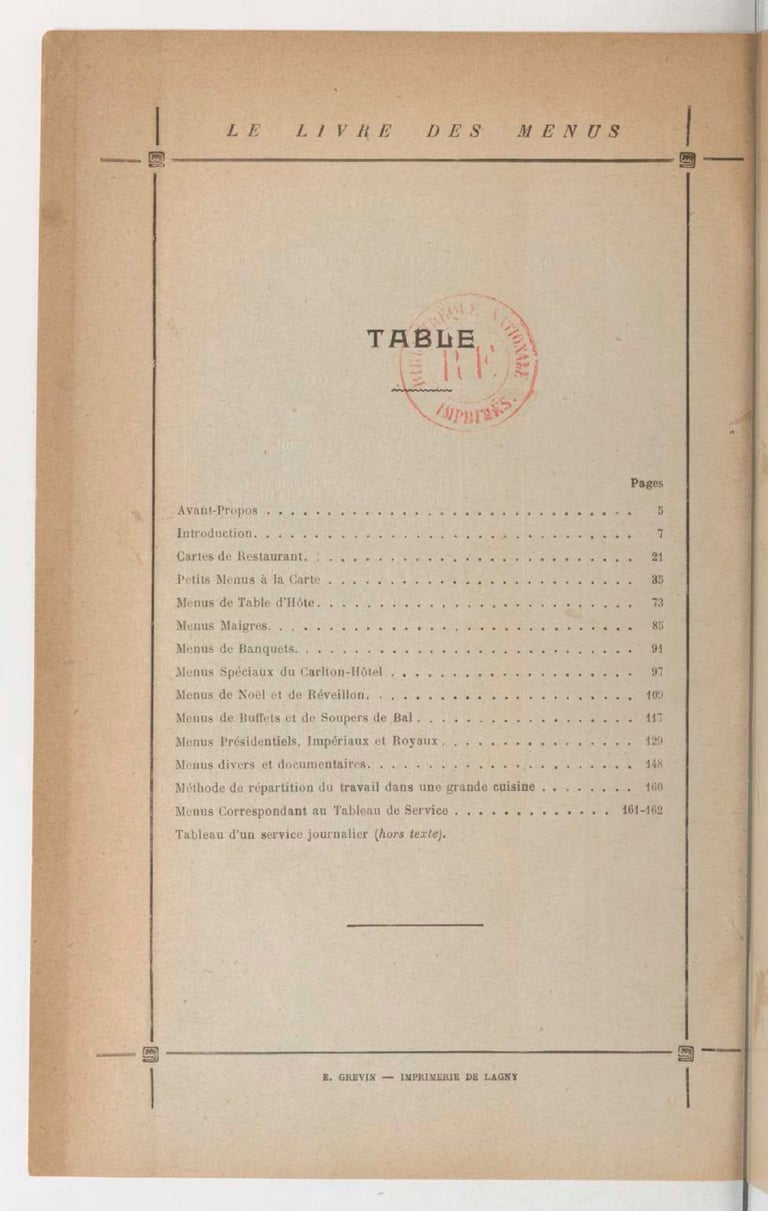 LE LIVRE DES MENUS
TABLE
BIBLIOTHÈQUE NATIONALE
R.F.
IMPRIMÉS.
Pages
Avant-Propos . . . . . . . . . . . . . . . . . . . . . . . . . . . . . . . 5
Introduction. . . . . . . . . . . . . . . . . . . . . . . . . . . . . . . . 7
Cartes de Restaurant. . . . . . . . . . . . . . . . . . . . . . . . . . . . 21
Petits Menus à la Carte . . . . . . . . . . . . . . . . . . . . . . . . . . 35
Menus de Table d'Hôte. . . . . . . . . . . . . . . . . . . . . . . . . . . 73
Menus Maigres. . . . . . . . . . . . . . . . . . . . . . . . . . . . . . . 85
Menus de Banquets. . . . . . . . . . . . . . . . . . . . . . . . . . . . . 91
Menus Spéciaux du Carlton-Hôtel . . . . . . . . . . . . . . . . . . . . 97
Menus de Noël et de Réveillon. . . . . . . . . . . . . . . . . . . . . . . 109
Menus de Buffets et de Soupers de Bal . . . . . . . . . . . . . . . . . . 117
Menus Présidentiels, Impériaux et Royaux . . . . . . . . . . . . . . . . 129
Menus divers et documentaires. . . . . . . . . . . . . . . . . . . . . . . 148
Méthode de répartition du travail dans une grande cuisine . . . . . . . . 160
Menus Correspondant au Tableau de Service . . . . . . . . . . . . . 161-162
Tableau d'un service journalier (hors texte).
E. GREVIN — IMPRIMERIE DE LAGNY